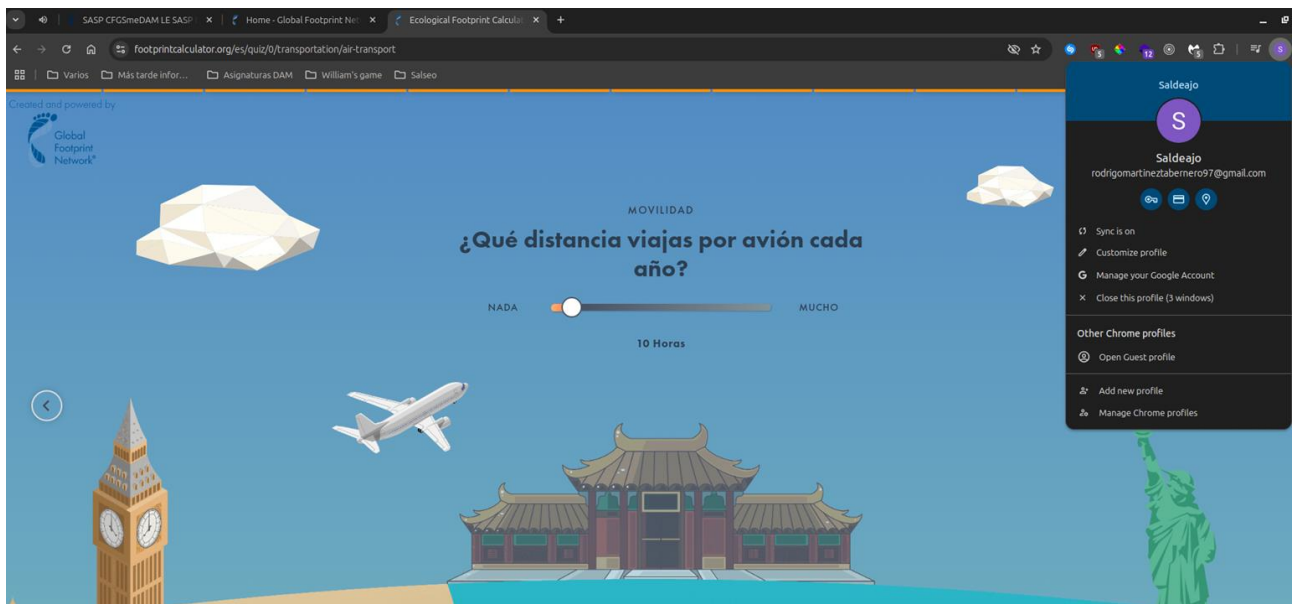 SASP CFGSmeDAM LE SASP
Home - Global Footprint Net
Ecological Footprint Calculat
footprintcalculator.org/es/quiz/0/transportation/air-transport
5
12
5
S
Varios
Más tarde infor...
Asignaturas DAM
William's game
Salseo
Created and powered by
Global
Footprint
Network®
MOVILIDAD
¿Qué distancia viajas por avión cada
año?
NADA
MUCHO
10 Horas
Saldeajo
S
Saldeajo
rodrigomartineztabernero97@gmail.com
Sync is on
Customize profile
G Manage your Google Account
Close this profile (3 windows)
Other Chrome profiles
Open Guest profile
Add new profile
Manage Chrome profiles